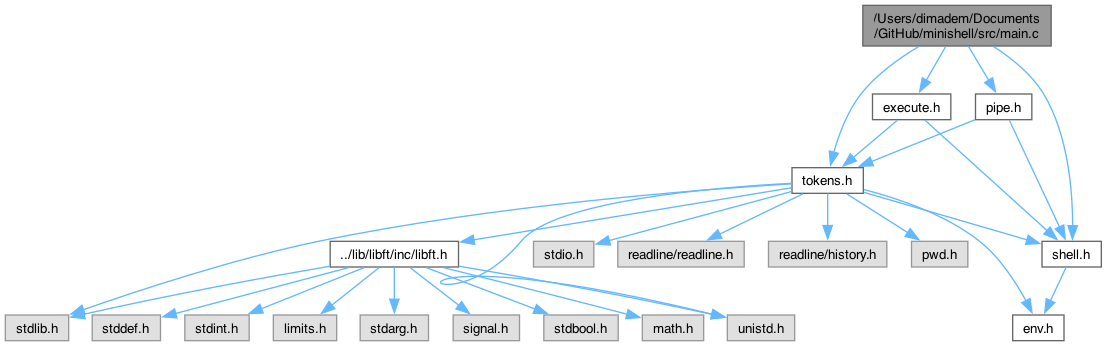 /Users/dimadem/Documents
/GitHub/minishell/src/main.c
execute.h
pipe.h
tokens.h
../lib/libft/inc/libft.h
stdio.h
readline/readline.h
readline/history.h
pwd.h
shell.h
stdlib.h
stddef.h
stdint.h
limits.h
stdarg.h
signal.h
stdbool.h
math.h
unistd.h
env.h